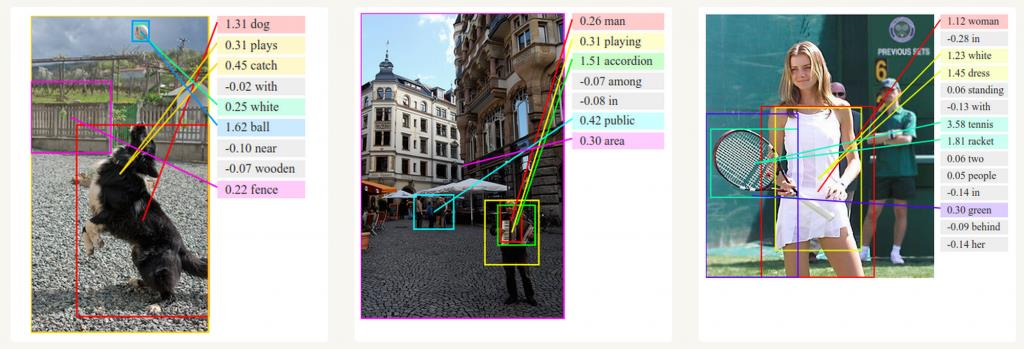 1.31 dog
0.31 plays
0.45 catch
-0.02 with
0.25 white
1.62 ball
-0.10 near
-0.07 wooden
0.22 fence
0.26 man
0.31 playing
1.51 accordion
-0.07 among
-0.08 in
0.42 public
0.30 area
PREVIOUS SETS
6
1.12 woman
-0.28 in
1.23 white
1.45 dress
0.06 standing
-0.13 with
3.58 tennis
1.81 racket
0.06 two
0.05 people
-0.14 in
0.30 green
-0.09 behind
-0.14 her